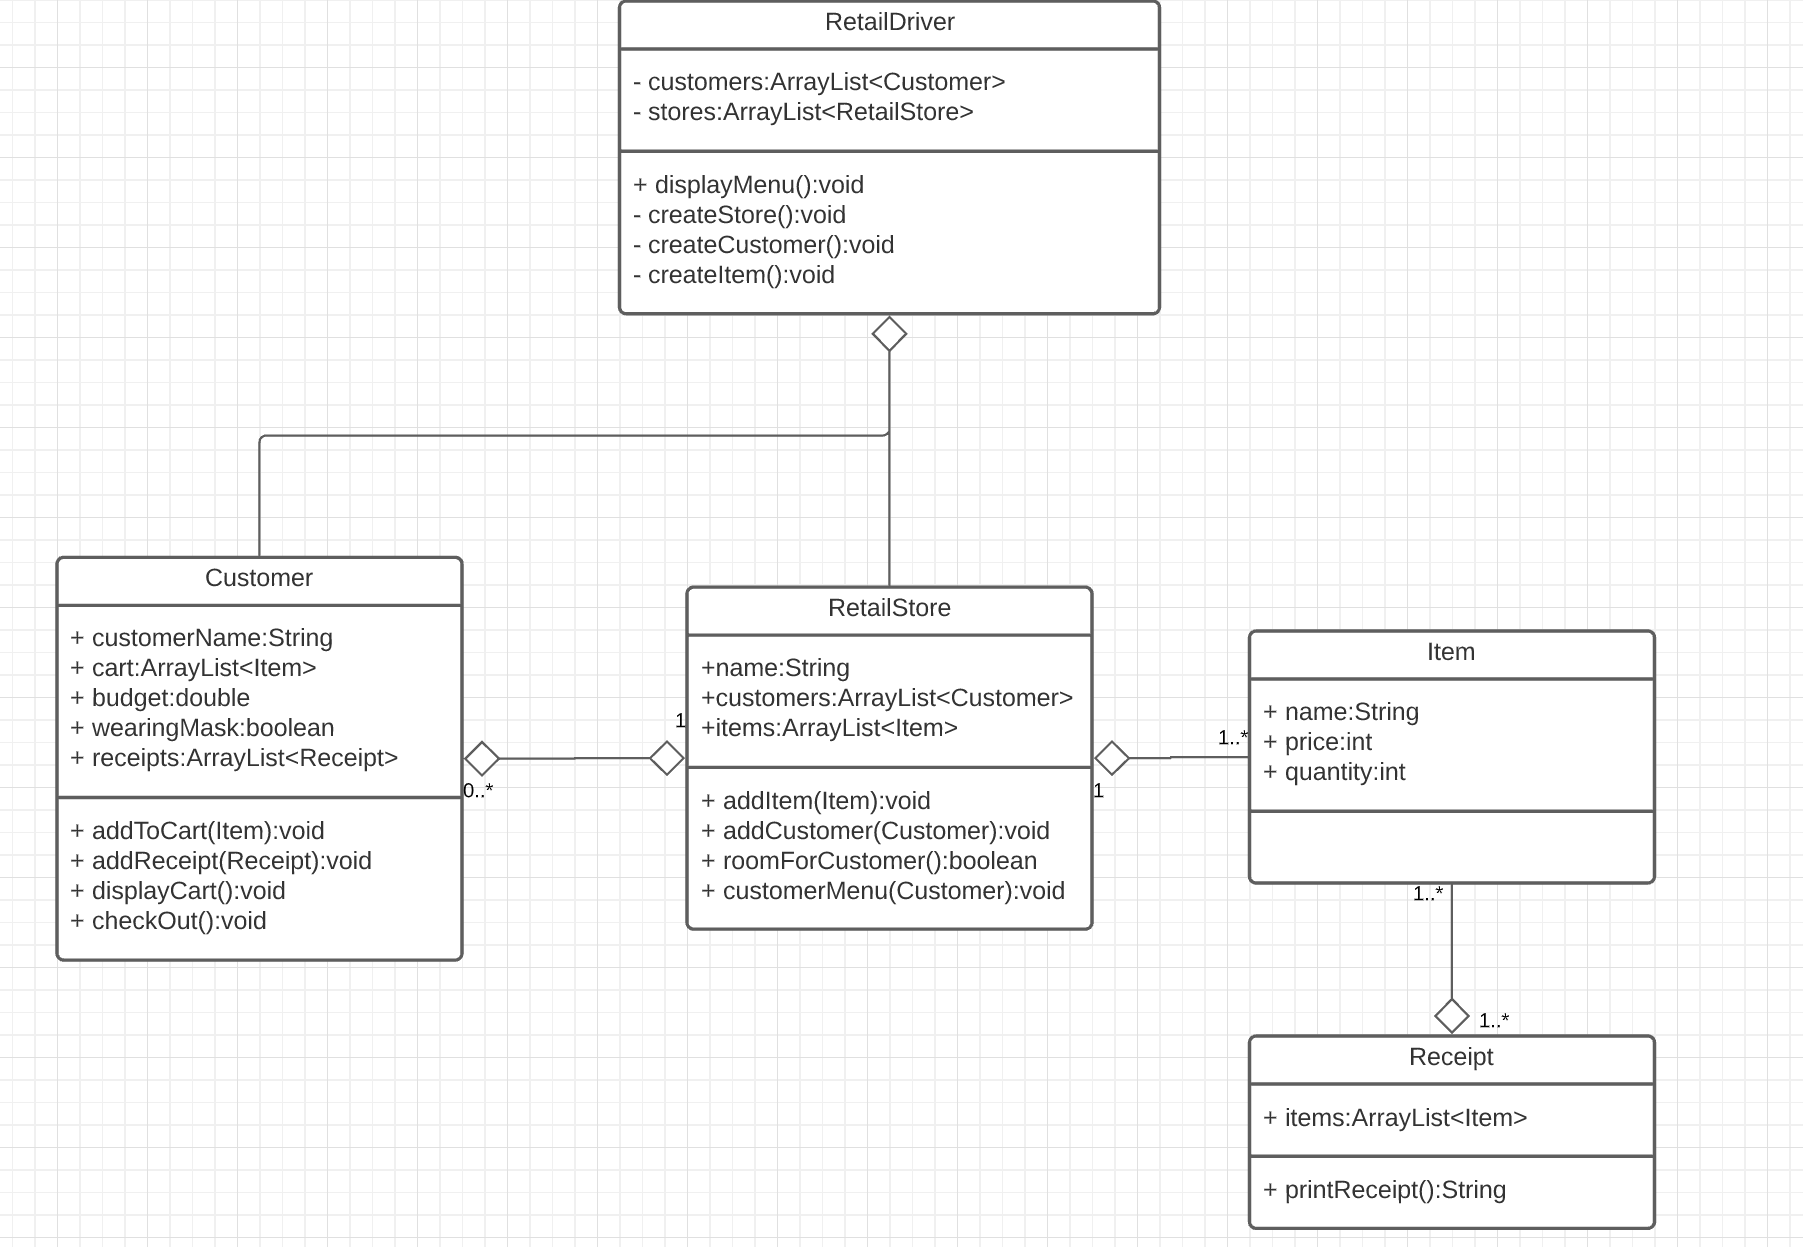 RetailDriver
- customers:ArrayList<Customer>
- stores:ArrayList<RetailStore>
+ displayMenu():void
- createStore():void
- createCustomer():void
- createItem():void
Customer
+ customerName:String
+ cart:ArrayList<Item>
+ budget:double
+ wearingMask:boolean
+ receipts:ArrayList<Receipt>
+ addToCart(Item):void
+ addReceipt(Receipt):void
+ displayCart():void
+ checkOut():void
0..*
1
RetailStore
+name:String
+customers:ArrayList<Customer>
+items:ArrayList<Item>
+ addItem(Item):void
+ addCustomer(Customer):void
+ roomForCustomer():boolean
+ customerMenu(Customer):void
1
1..*
Item
+ name:String
+ price:int
+ quantity:int
1..*
1..*
Receipt
+ items:ArrayList<Item>
+ printReceipt():String